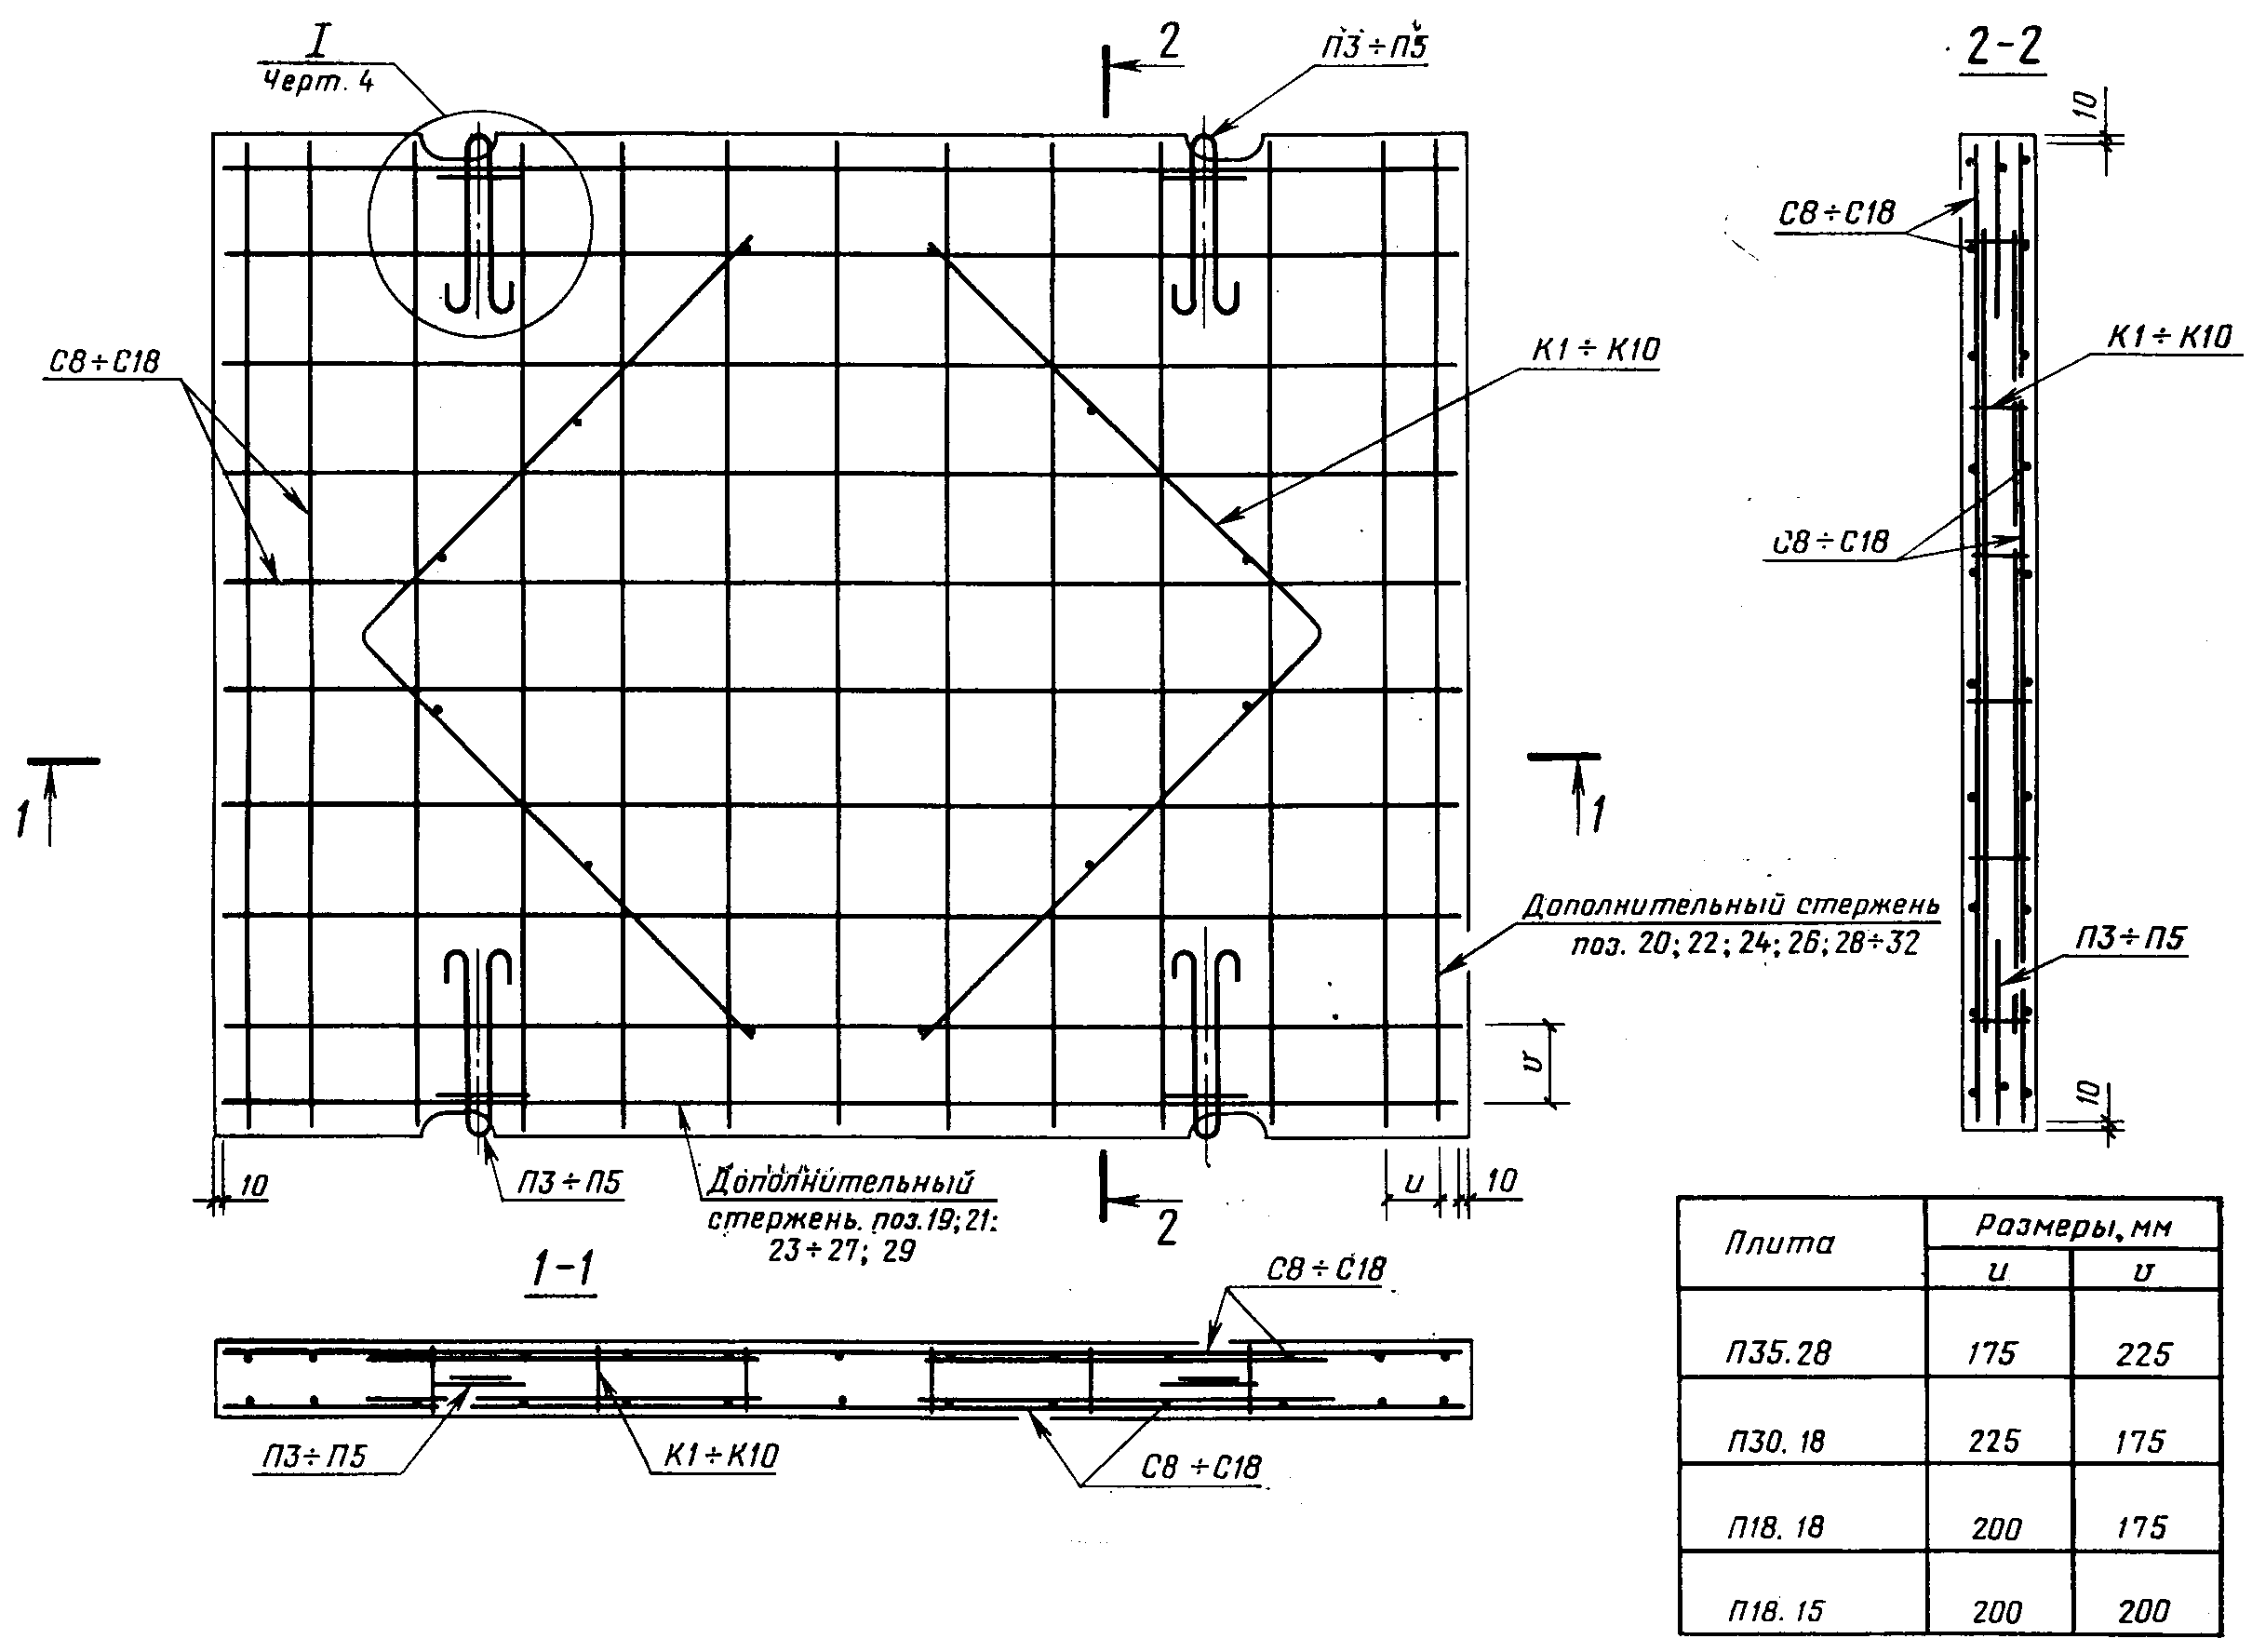 I
Черт. 4
2
П3÷П5
2-2
10
С8÷С18
С8÷С18
К1÷К10
К1÷К10
С8÷С18
1
1
Дополнительный стержень
поз. 20; 22; 24; 26; 28÷32
П3÷П5
υ
10
10
П3÷П5
Дополнительный
стержень. поз. 19; 21:
23÷27; 29
2
u
10
1-1
С8÷С18
П3÷П5
К1÷К10
С8÷С18
Плита
Размеры, мм
u υ
П35.28 175 225
П30.18 225 175
П18.18 200 175
П18.15 200 200